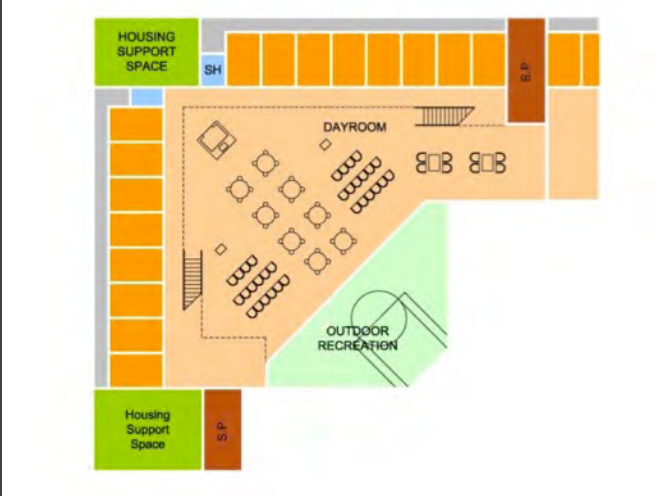 HOUSING
SUPPORT
SPACE
SH
S.P.
DAYROOM
OUTDOOR
RECREATION
Housing
Support
Space
S.P.